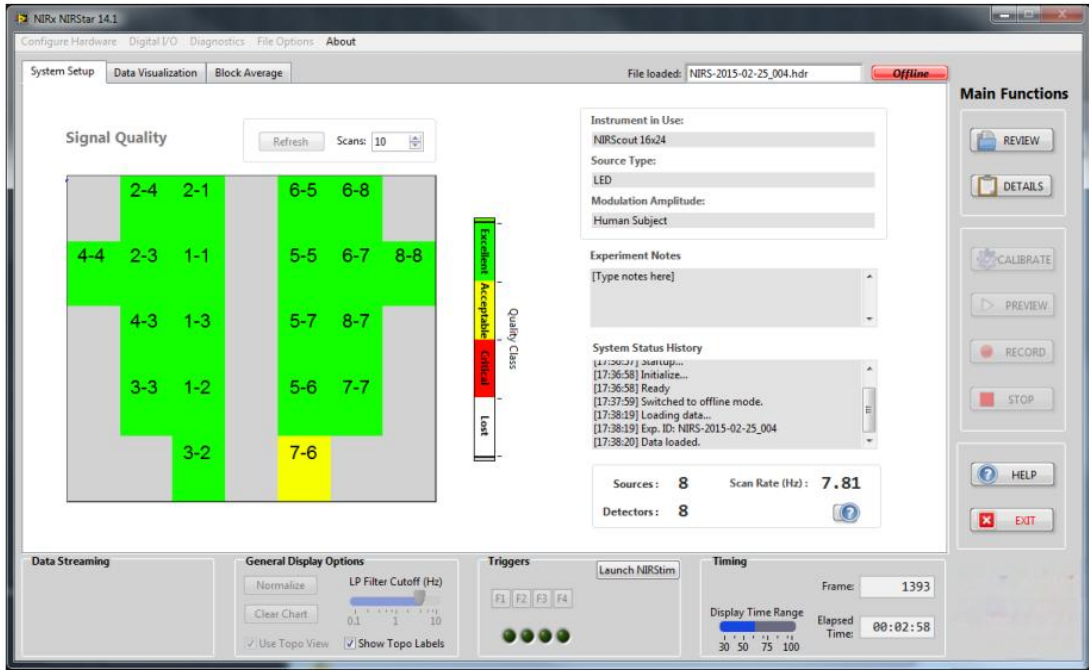 NIRx NIRStar 14.1
Configure Hardware Digital I/O Diagnostics File Options About
System Setup Data Visualization Block Average
File loaded: NIRS-2015-02-25_004.hdr Offline
Main Functions
Signal Quality
Refresh Scans: 10
2-4 2-1 6-5 6-8
4-4 2-3 1-1 5-5 6-7 8-8
4-3 1-3 5-7 8-7
3-3 1-2 5-6 7-7
3-2 7-6
Excellent
Acceptable
Critical
Lost
Quality Class
Instrument in Use:
NIRScout 16x24
Source Type:
LED
Modulation Amplitude:
Human Subject
Experiment Notes
[Type notes here]
System Status History
[17:36:57] Startup...
[17:36:58] Initialize...
[17:36:58] Ready
[17:37:59] Switched to offline mode.
[17:38:19] Loading data...
[17:38:19] Exp. ID: NIRS-2015-02-25_004
[17:38:20] Data loaded.
Sources: 8 Scan Rate (Hz): 7.81
Detectors: 8
REVIEW
DETAILS
CALIBRATE
PREVIEW
RECORD
STOP
HELP
EXIT
Data Streaming
General Display Options
Normalize
Clear Chart
Use Topo View
LP Filter Cutoff (Hz)
0.1 1 10
Show Topo Labels
Triggers
Launch NIRStim
F1 F2 F3 F4
Timing
Frame: 1393
Display Time Range
30 50 75 100
Elapsed
Time: 00:02:58